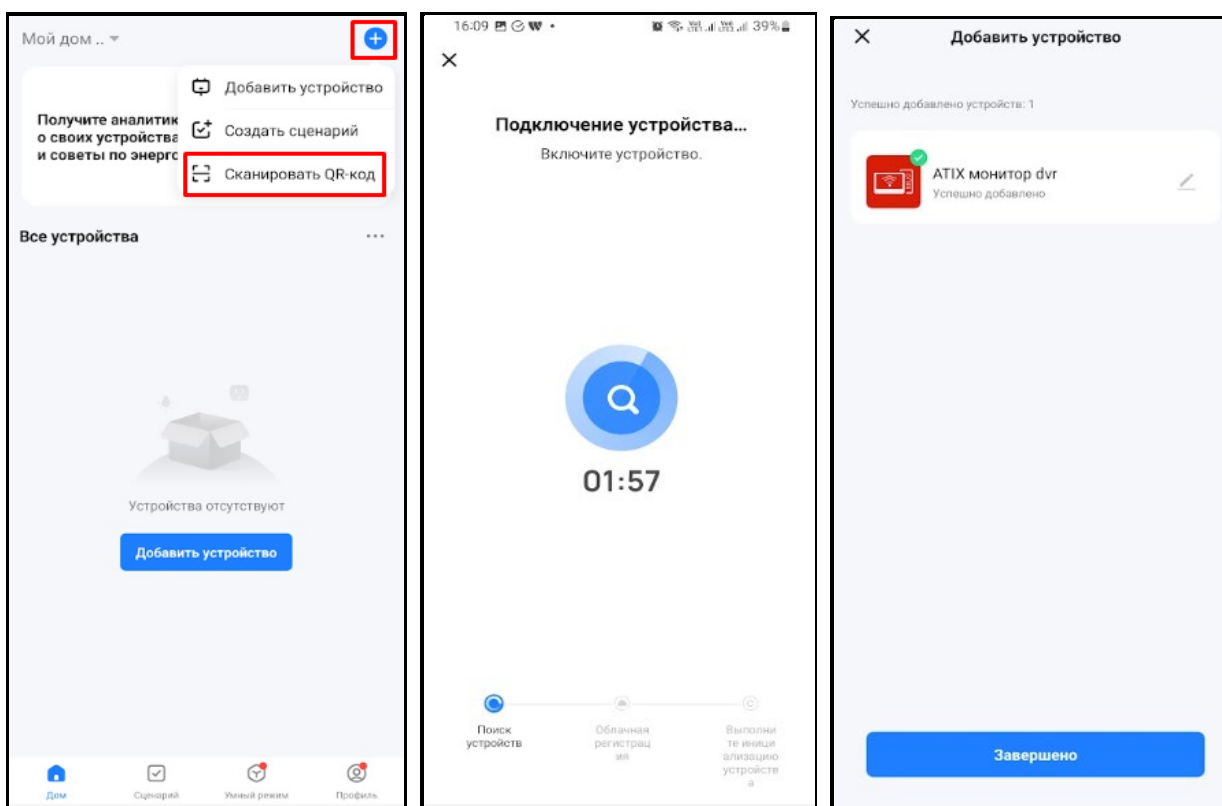 Мой дом ..
Добавить устройство
Создать сценарий
Сканировать QR-код
Получите аналитик
о своих устройства
и советы по энерго
Все устройства
Устройства отсутствуют
Добавить устройство
Дом
Сценарий
Умный режим
Профиль
16:09
39%
Подключение устройства...
Включите устройство.
01:57
Поиск
устройств
Облачная
регистрац
ия
Выполни
те иници
ализацию
устройств
а
Добавить устройство
Успешно добавлено устройств: 1
ATIX монитор dvr
Успешно добавлено
Завершено